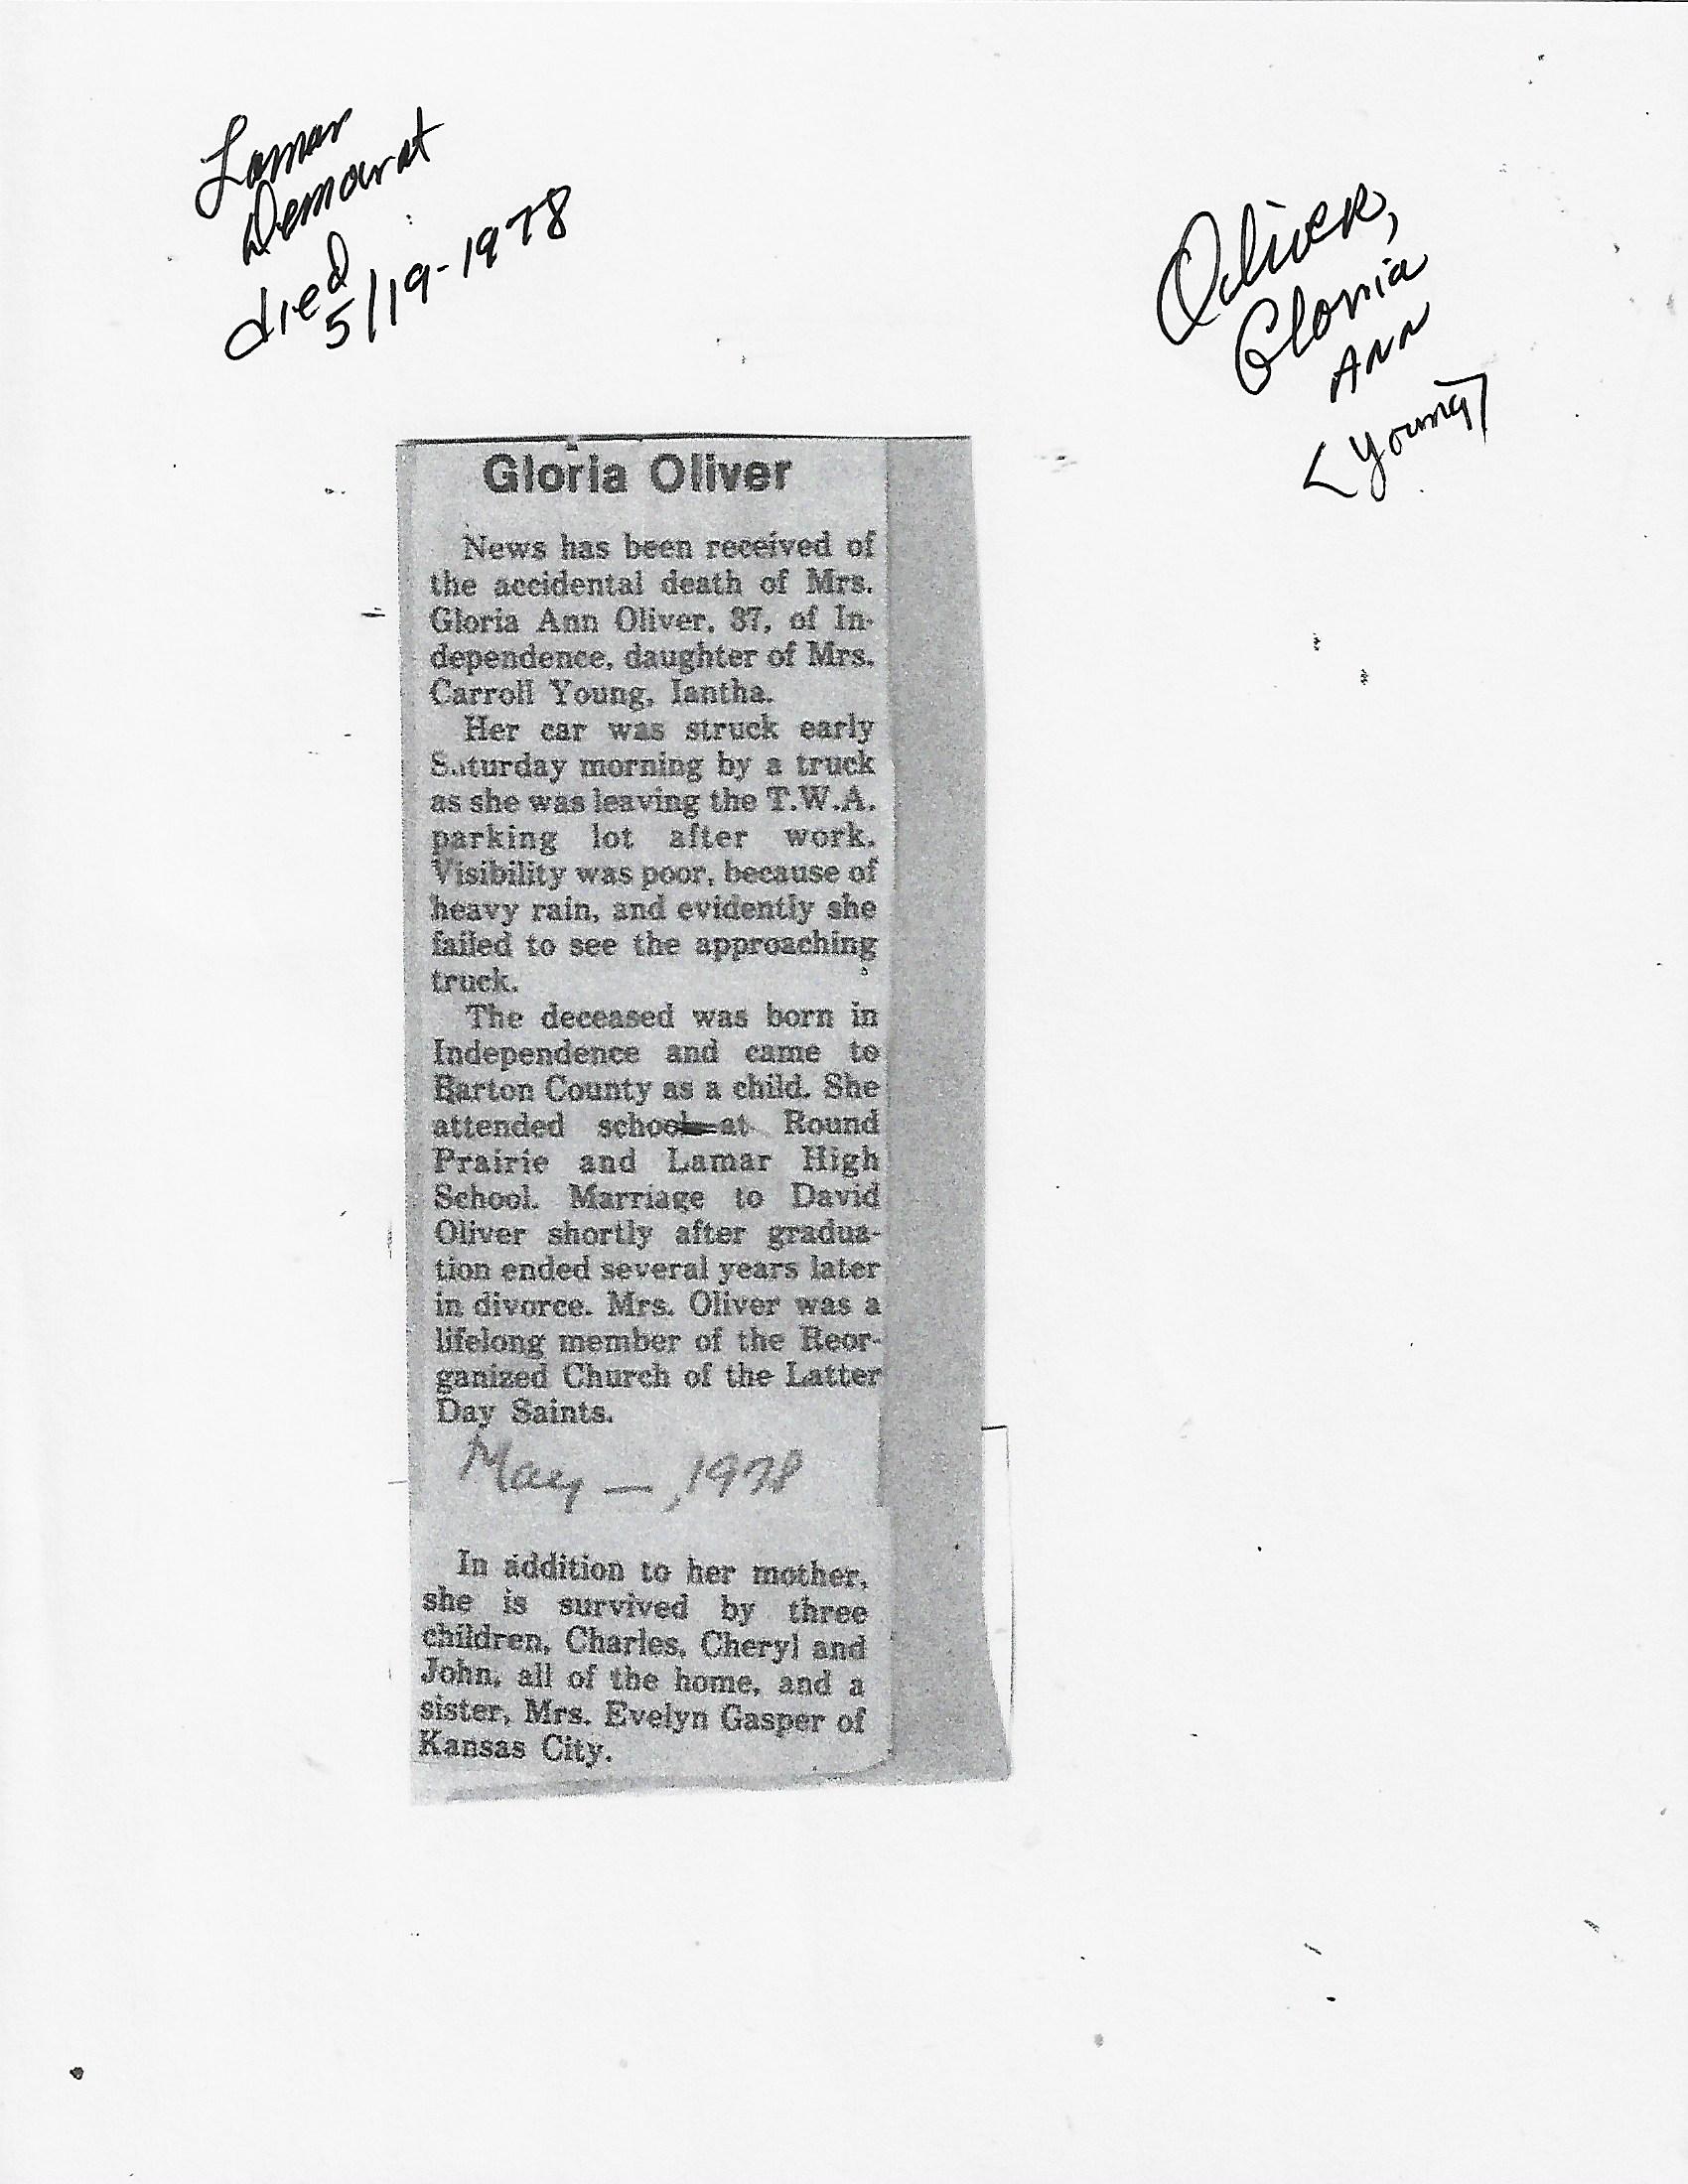 Lamar
Democrat
died
5/19-1978
Oliver,
Gloria
Ann
<Young>
Gloria Oliver
News has been received of
the accidental death of Mrs.
Gloria Ann Oliver, 37, of In-
dependence, daughter of Mrs.
Carroll Young, Iantha.
Her car was struck early
Saturday morning by a truck
as she was leaving the T.W.A.
parking lot after work.
Visibility was poor, because of
heavy rain, and evidently she
failed to see the approaching
truck.
The deceased was born in
Independence and came to
Barton County as a child. She
attended school at Round
Prairie and Lamar High
School. Marriage to David
Oliver shortly after gradua-
tion ended several years later
in divorce. Mrs. Oliver was a
lifelong member of the Reor-
ganized Church of the Latter
Day Saints.
May —, 1978
In addition to her mother,
she is survived by three
children, Charles, Cheryl and
John, all of the home, and a
sister, Mrs. Evelyn Gasper of
Kansas City.